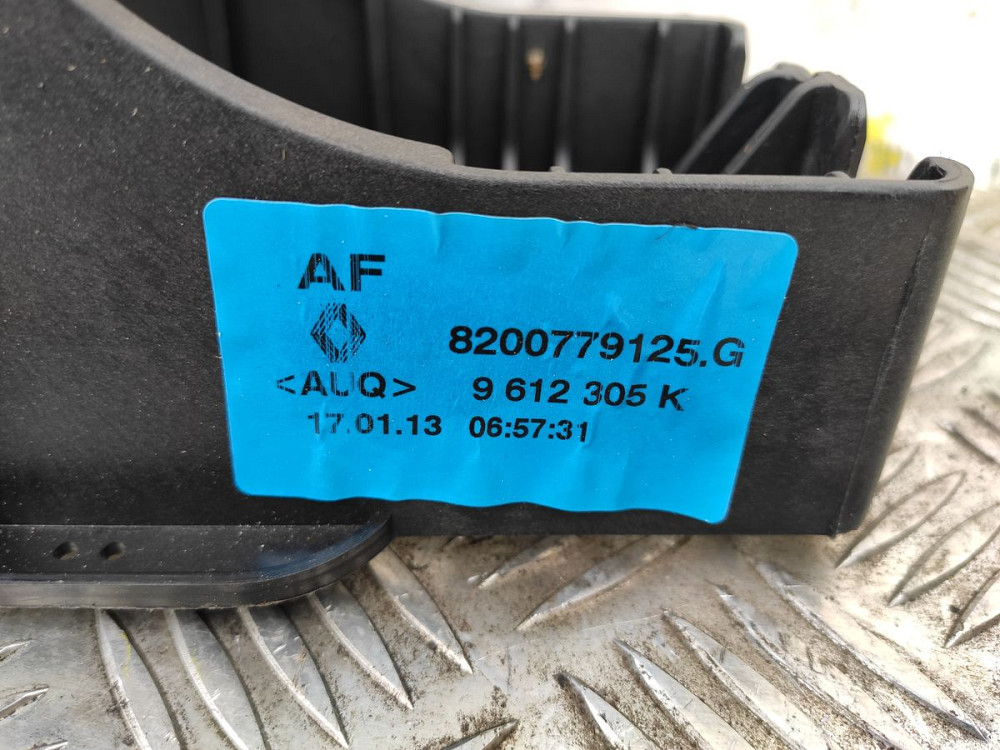 AF
8200779125.G
<AUQ> 9 612 305 K
17.01.13 06:57:31